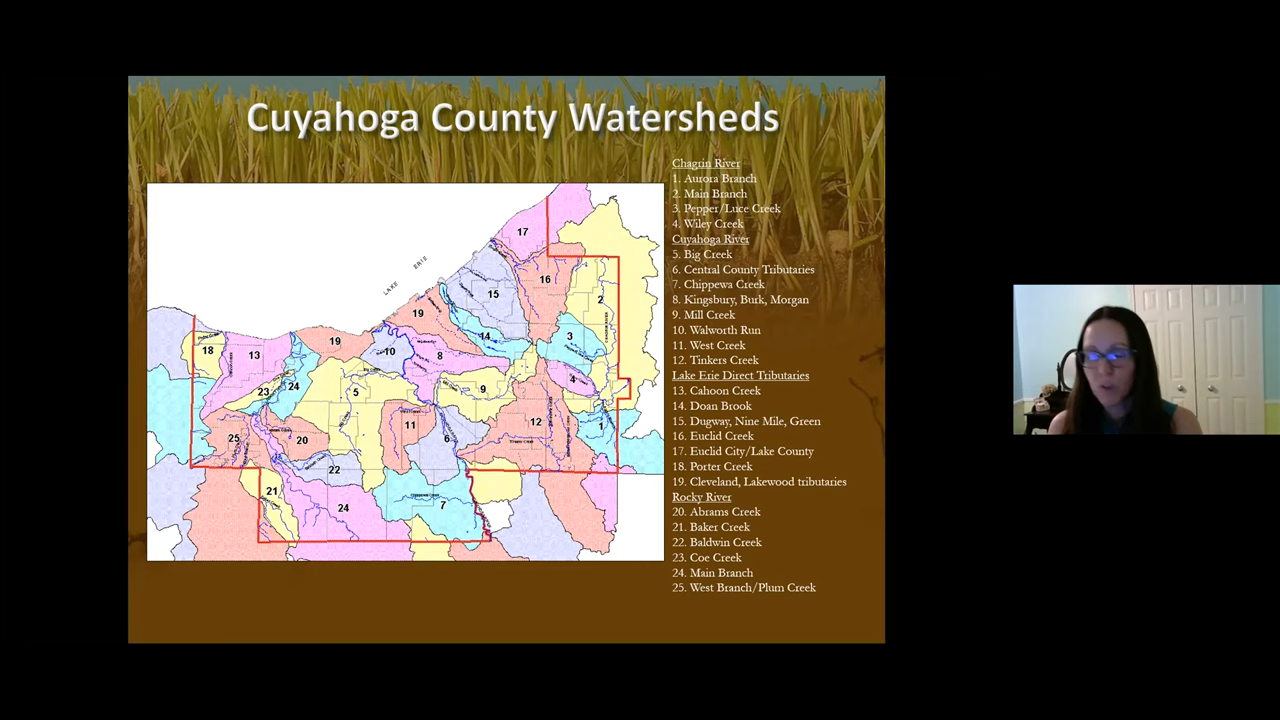 Cuyahoga County Watersheds
Chagrin River
1. Aurora Branch
2. Main Branch
3. Pepper/Luce Creek
4. Wiley Creek
Cuyahoga River
5. Big Creek
6. Central County Tributaries
7. Chippewa Creek
8. Kingsbury, Burk, Morgan
9. Mill Creek
10. Walworth Run
11. West Creek
12. Tinkers Creek
Lake Erie Direct Tributaries
13. Cahoon Creek
14. Doan Brook
15. Dugway, Nine Mile, Green
16. Euclid Creek
17. Euclid City/Lake County
18. Porter Creek
19. Cleveland, Lakewood tributaries
Rocky River
20. Abrams Creek
21. Baker Creek
22. Baldwin Creek
23. Coe Creek
24. Main Branch
25. West Branch/Plum Creek
LAKE ERIE
17
16
15
2
19
14
3
19
10
8
18
13
23
24
5
9
4
12
1
11
6
25
20
22
21
24
7
Chippewa Creek